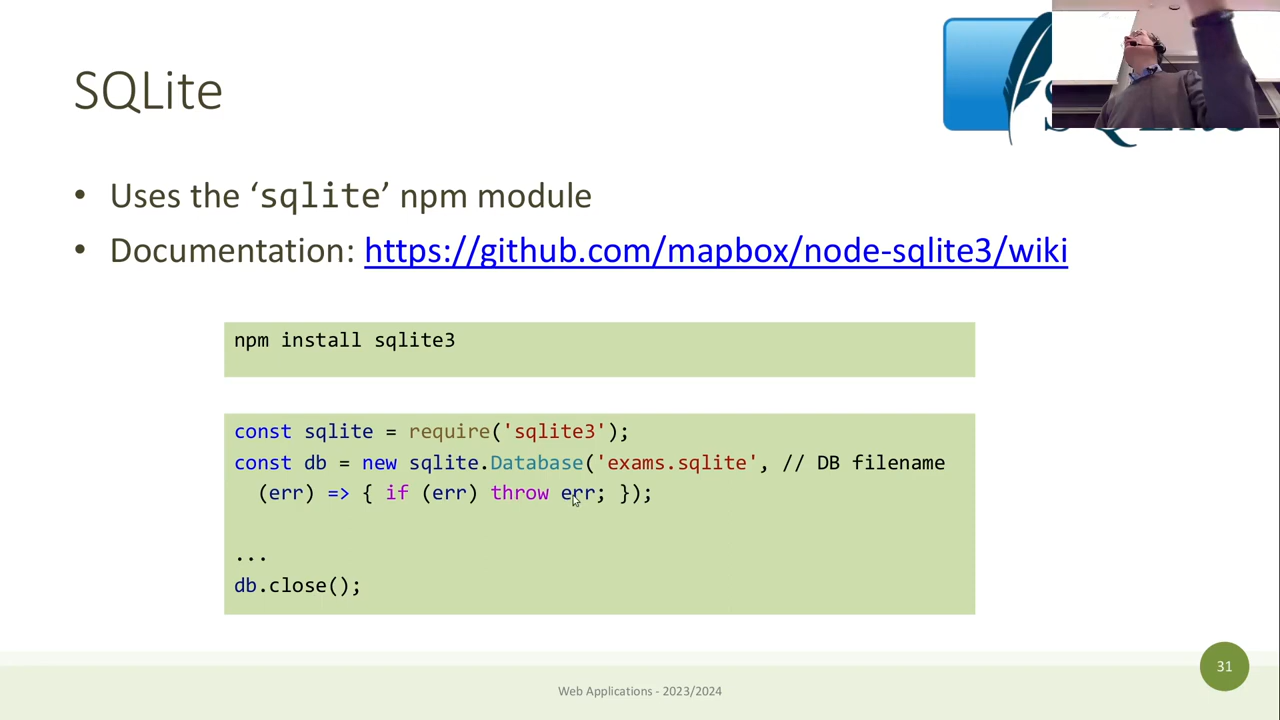 SQLite
• Uses the ‘sqlite’ npm module
• Documentation: https://github.com/mapbox/node-sqlite3/wiki
npm install sqlite3
const sqlite = require('sqlite3');
const db = new sqlite.Database('exams.sqlite', // DB filename
(err) => { if (err) throw err; });
...
db.close();
31
Web Applications - 2023/2024